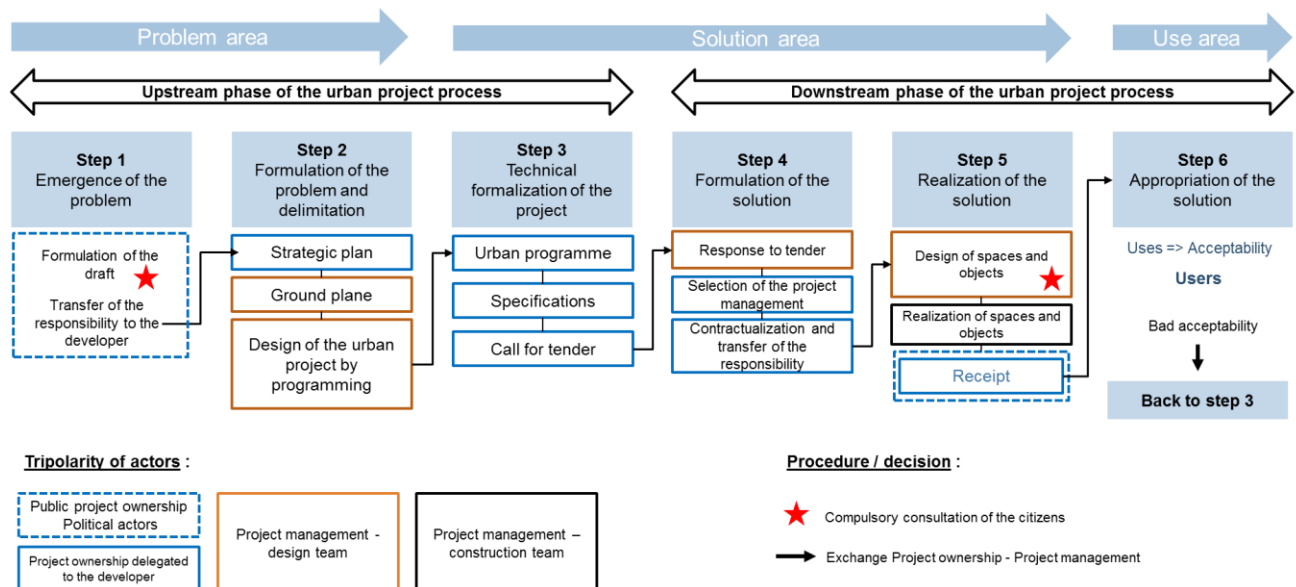 Problem area
Solution area
Use area
Upstream phase of the urban project process
Downstream phase of the urban project process
Step 1
Emergence of the
problem
Step 2
Formulation of the
problem and
delimitation
Step 3
Technical
formalization of the
project
Step 4
Formulation of the
solution
Step 5
Realization of the
solution
Step 6
Appropriation of the
solution
Formulation of the
draft
Transfer of the
responsibility to the
developer
Strategic plan
Ground plane
Design of the urban
project by
programming
Urban programme
Specifications
Call for tender
Response to tender
Selection of the project
management
Contractualization and
transfer of the
responsibility
Design of spaces and
objects
Realization of spaces and
objects
Receipt
Uses => Acceptability
Users
Bad acceptability
Back to step 3
Tripolarity of actors :
Public project ownership
Political actors
Project ownership delegated
to the developer
Project management -
design team
Project management –
construction team
Procedure / decision :
Compulsory consultation of the citizens
Exchange Project ownership - Project management